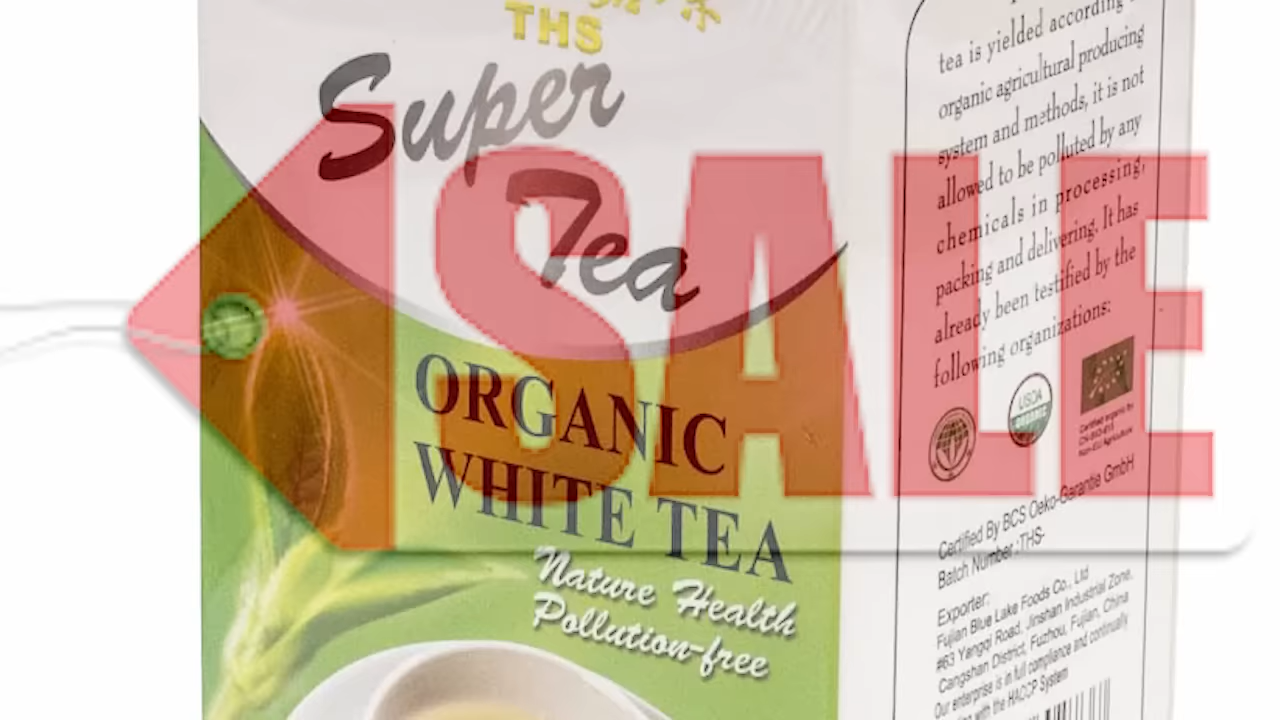 THS
Super
Tea
SALE
ORGANIC
WHITE TEA
Nature Health
Pollution-free
tea is yielded according
organic agricultural producing
system and methods, it is not
allowed to be polluted by any
chemicals in processing,
packing and delivering. It has
already been testified by the
following organizations:
USDA
ORGANIC
Certified By BCS Oeko-Garantie GmbH
Batch Number :THS-
Exporter:
Fujian Blue Lake Foods Co., Ltd
#63 Yangqi Road, Jinshan Industrial Zone,
Cangshan District, Fuzhou, Fujian, China
Our enterprise is in full compliance and continually
with the HACCP System